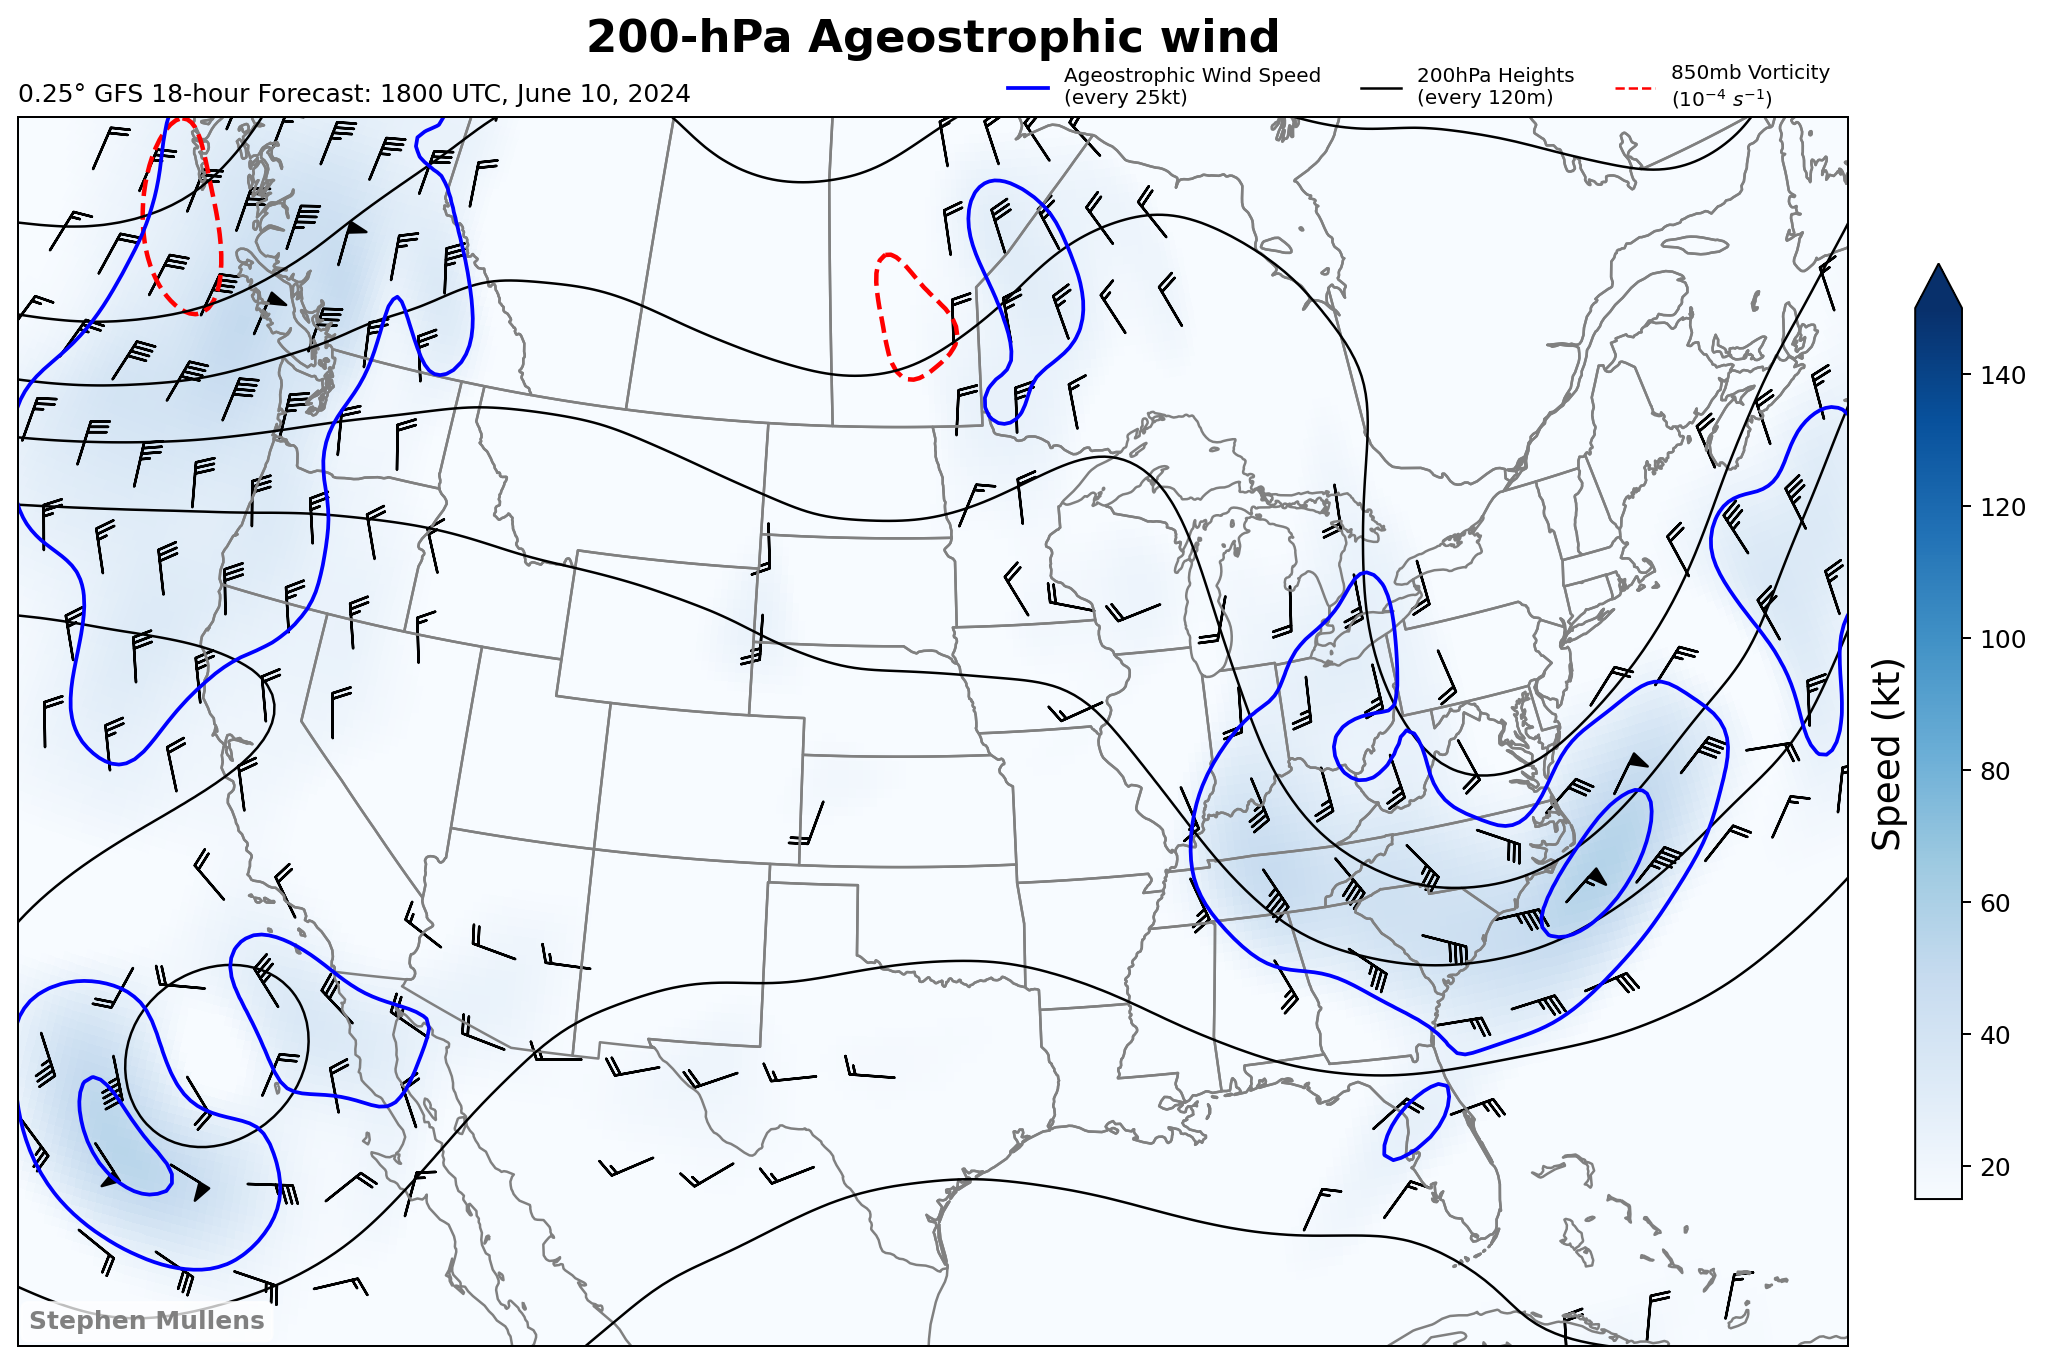 200-hPa Ageostrophic wind
0.25° GFS 18-hour Forecast: 1800 UTC, June 10, 2024
Ageostrophic Wind Speed
(every 25kt)
200hPa Heights
(every 120m)
850mb Vorticity
(10⁻⁴ s⁻¹)
140
120
100
80
60
40
20
Speed (kt)
Stephen Mullens